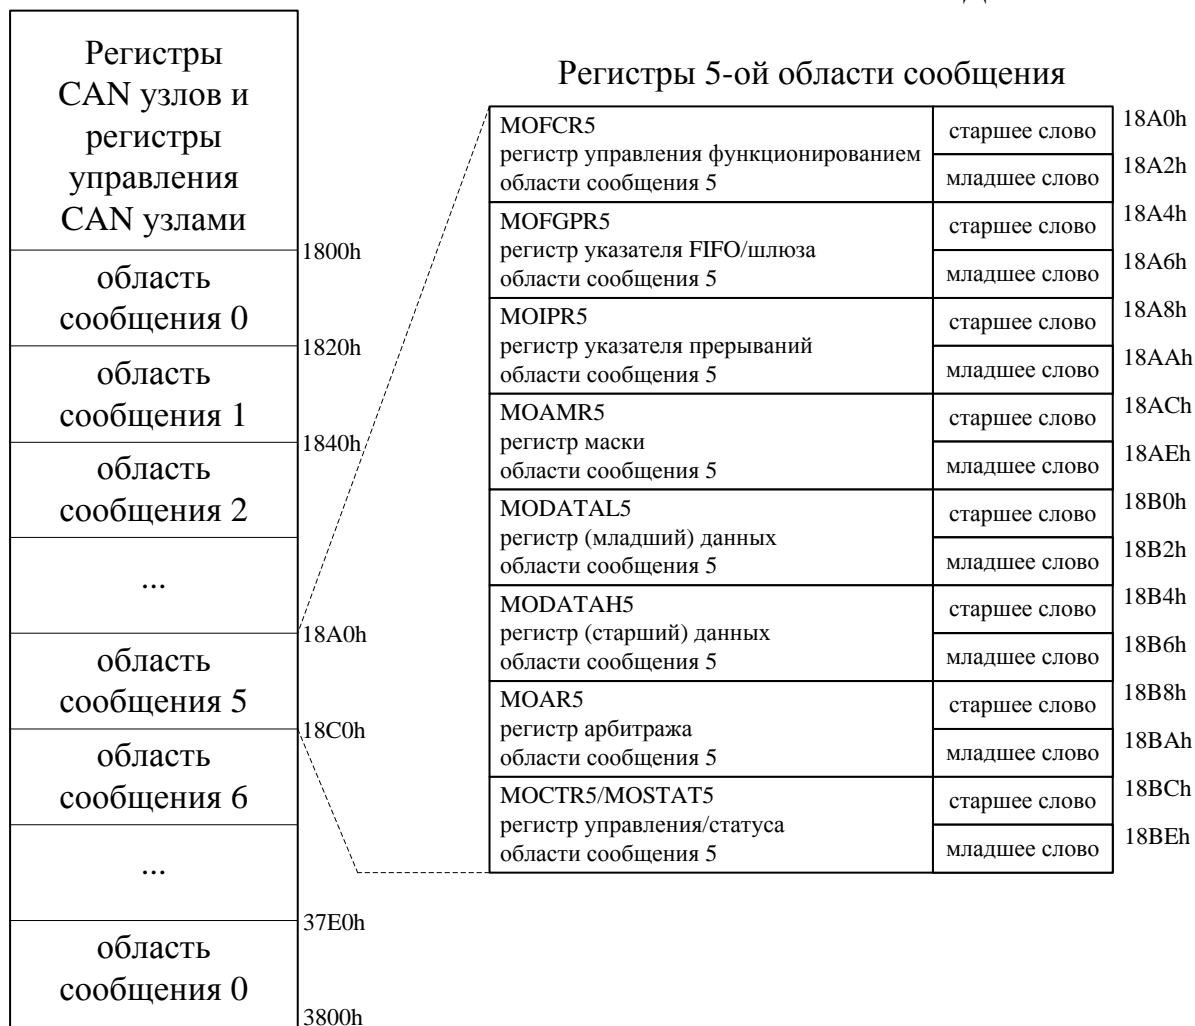 Регистры
CAN узлов и
регистры
управления
CAN узлами
1800h
область
сообщения 0
1820h
область
сообщения 1
1840h
область
сообщения 2
...
18A0h
область
сообщения 5
18C0h
область
сообщения 6
...
37E0h
область
сообщения 0
3800h
Регистры 5-ой области сообщения
MOFCR5
регистр управления функционированием
области сообщения 5
старшее слово
18A0h
младшее слово
18A2h
MOFGPR5
регистр указателя FIFO/шлюза
области сообщения 5
старшее слово
18A4h
младшее слово
18A6h
MOIPR5
регистр указателя прерываний
области сообщения 5
старшее слово
18A8h
младшее слово
18AAh
MOAMR5
регистр маски
области сообщения 5
старшее слово
18ACh
младшее слово
18AEh
MODATAL5
регистр (младший) данных
области сообщения 5
старшее слово
18B0h
младшее слово
18B2h
MODATAH5
регистр (старший) данных
области сообщения 5
старшее слово
18B4h
младшее слово
18B6h
MOAR5
регистр арбитража
области сообщения 5
старшее слово
18B8h
младшее слово
18BAh
MOCTR5/MOSTAT5
регистр управления/статуса
области сообщения 5
старшее слово
18BCh
младшее слово
18BEh